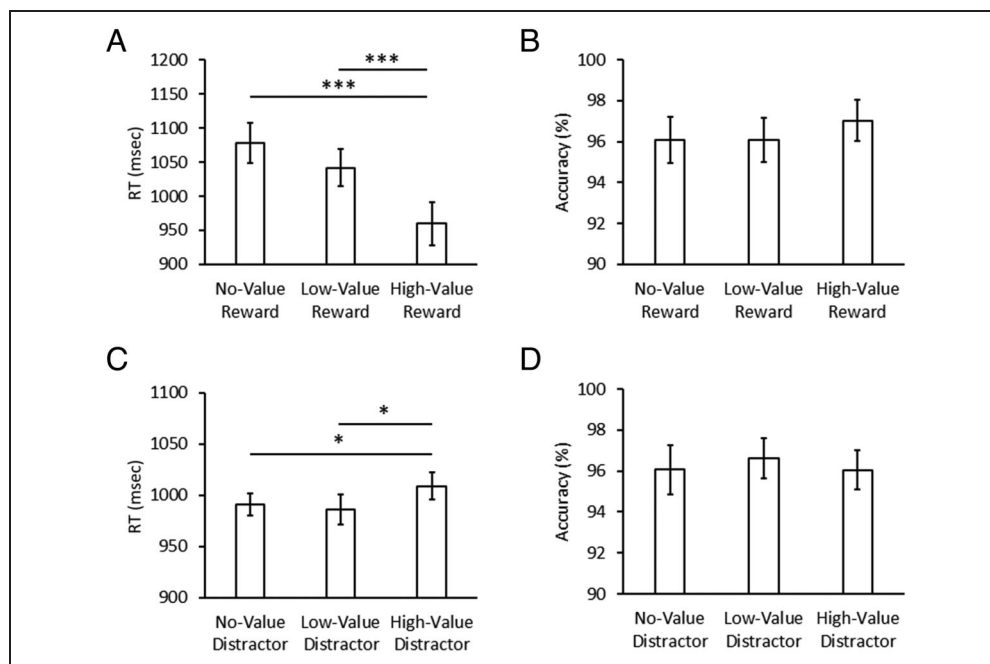 A
RT (msec)
1200
1150
1100
1050
1000
950
900
***
***
No-Value Low-Value High-Value
Reward Reward Reward
B
Accuracy (%)
100
98
96
94
92
90
No-Value Low-Value High-Value
Reward Reward Reward
C
RT (msec)
1100
1050
1000
950
900
*
*
No-Value Low-Value High-Value
Distractor Distractor Distractor
D
Accuracy (%)
100
98
96
94
92
90
No-Value Low-Value High-Value
Distractor Distractor Distractor